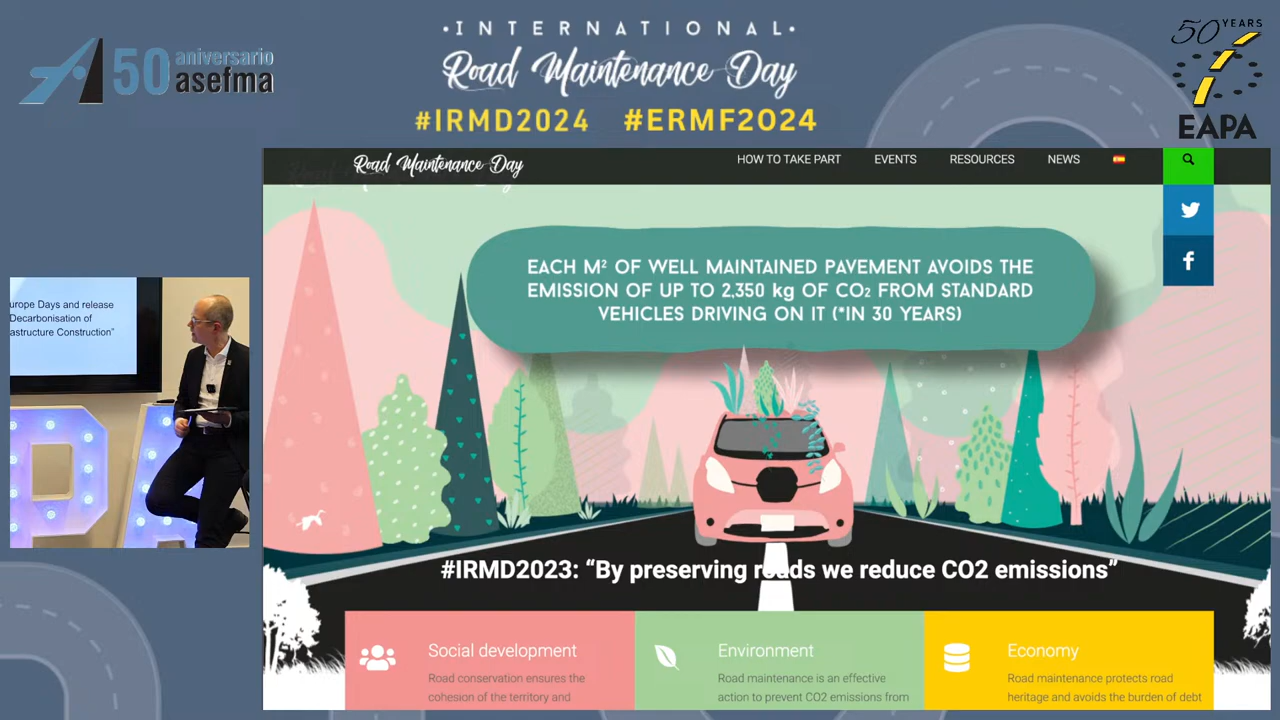 50 aniversario
asefma
·INTERNATIONAL·
Road Maintenance Day
#IRMD2024 #ERMF2024
50 YEARS
EAPA
Road Maintenance Day
HOW TO TAKE PART EVENTS RESOURCES NEWS
EACH M² OF WELL MAINTAINED PAVEMENT AVOIDS THE
EMISSION OF UP TO 2,350 kg OF CO₂ FROM STANDARD
VEHICLES DRIVING ON IT (*IN 30 YEARS)
urope Days and release
Decarbonisation of
astructure Construction"
#IRMD2023: “By preserving roads we reduce CO2 emissions”
Social development
Road conservation ensures the
cohesion of the territory and
Environment
Road maintenance is an effective
action to prevent CO2 emissions from
Economy
Road maintenance protects road
heritage and avoids the burden of debt